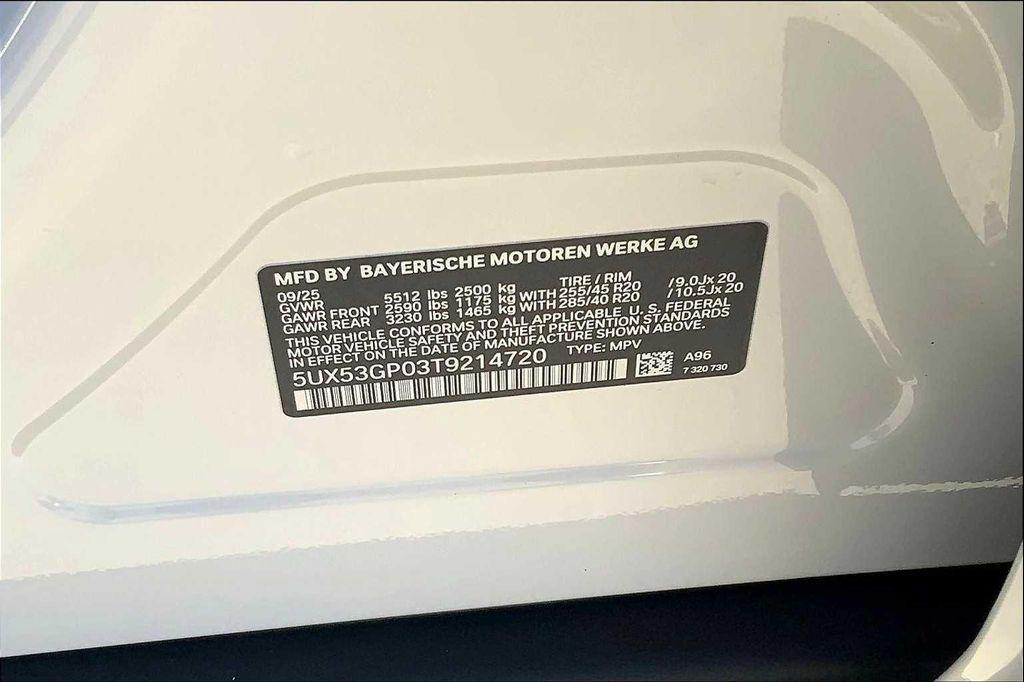 MFD BY BAYERISCHE MOTOREN WERKE AG
09/25 TIRE / RIM
GVWR 5512 lbs 2500 kg
GAWR FRONT 2590 lbs 1175 kg WITH 255/45 R20 /9.0Jx 20
GAWR REAR 3230 lbs 1465 kg WITH 285/40 R20 /10.5Jx 20
THIS VEHICLE CONFORMS TO ALL APPLICABLE U. S. FEDERAL
MOTOR VEHICLE SAFETY AND THEFT PREVENTION STANDARDS
IN EFFECT ON THE DATE OF MANUFACTURE SHOWN ABOVE.
5UX53GP03T9214720 TYPE: MPV
A96
7 320 730